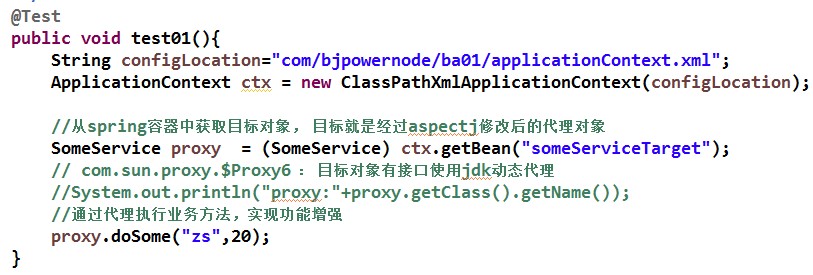 @Test
public void test01(){
String configLocation="com/bjpowernode/ba01/applicationContext.xml";
ApplicationContext ctx = new ClassPathXmlApplicationContext(configLocation);
//从spring容器中获取目标对象，目标就是经过aspectj修改后的代理对象
SomeService proxy  = (SomeService) ctx.getBean("someServiceTarget");
// com.sun.proxy.$Proxy6 ：目标对象有接口使用jdk动态代理
//System.out.println("proxy:"+proxy.getClass().getName());
//通过代理执行业务方法，实现功能增强
proxy.doSome("zs",20);
}